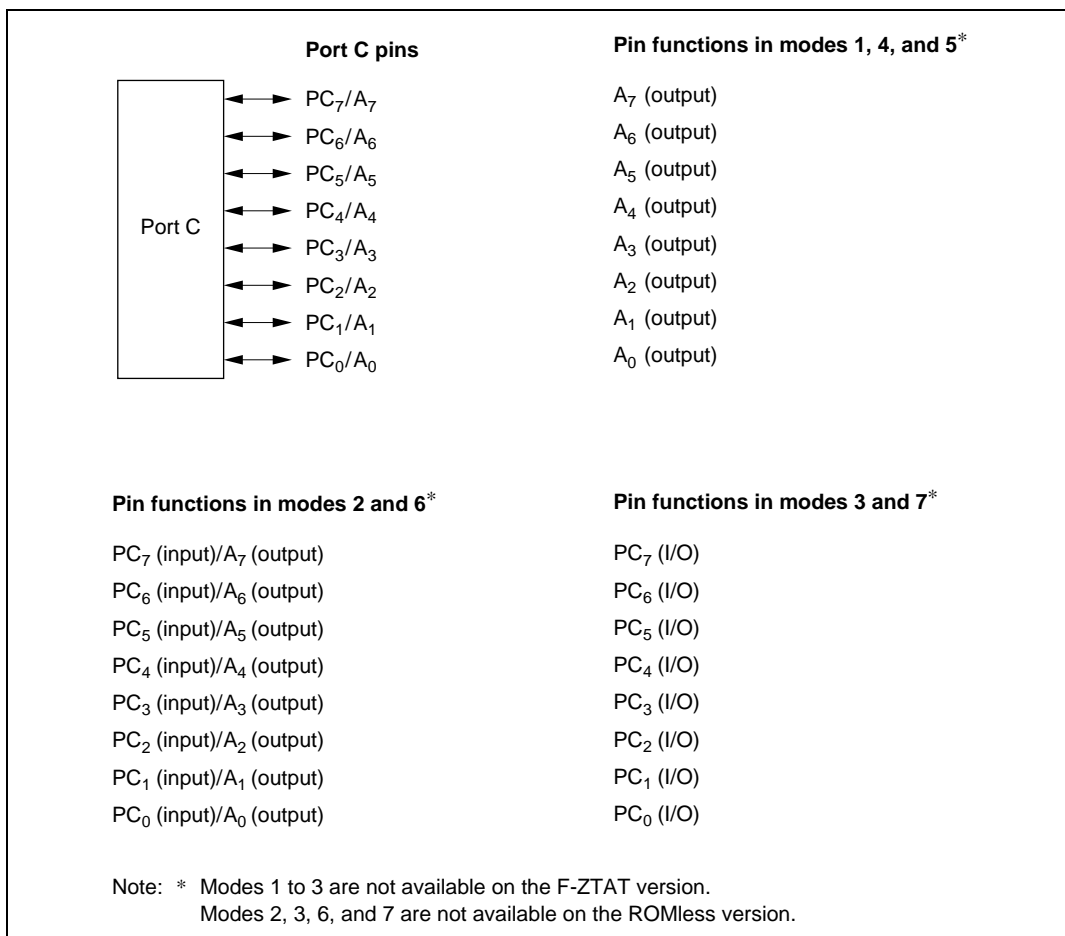 Port C pins
Pin functions in modes 1, 4, and 5*
Port C
PC₇/A₇
A₇ (output)
PC₆/A₆
A₆ (output)
PC₅/A₅
A₅ (output)
PC₄/A₄
A₄ (output)
PC₃/A₃
A₃ (output)
PC₂/A₂
A₂ (output)
PC₁/A₁
A₁ (output)
PC₀/A₀
A₀ (output)
Pin functions in modes 2 and 6*
PC₇ (input)/A₇ (output)
PC₆ (input)/A₆ (output)
PC₅ (input)/A₅ (output)
PC₄ (input)/A₄ (output)
PC₃ (input)/A₃ (output)
PC₂ (input)/A₂ (output)
PC₁ (input)/A₁ (output)
PC₀ (input)/A₀ (output)
Pin functions in modes 3 and 7*
PC₇ (I/O)
PC₆ (I/O)
PC₅ (I/O)
PC₄ (I/O)
PC₃ (I/O)
PC₂ (I/O)
PC₁ (I/O)
PC₀ (I/O)
Note: * Modes 1 to 3 are not available on the F-ZTAT version.
Modes 2, 3, 6, and 7 are not available on the ROMless version.